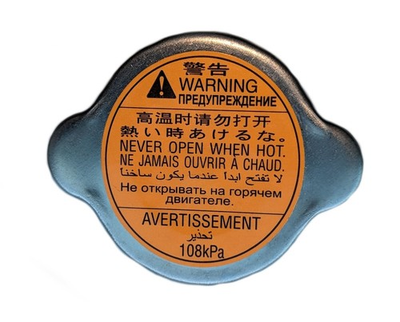 警告
WARNING
ПРЕДУПРЕЖДЕНИЕ
高温时请勿打开
熱い時あけるな。
NEVER OPEN WHEN HOT.
NE JAMAIS OUVRIR À CHAUD.
لا تفتح ابدا عندما يكون ساخنا
Не открывать на горячем
двигателе.
AVERTISSEMENT
تحذير
108kPa